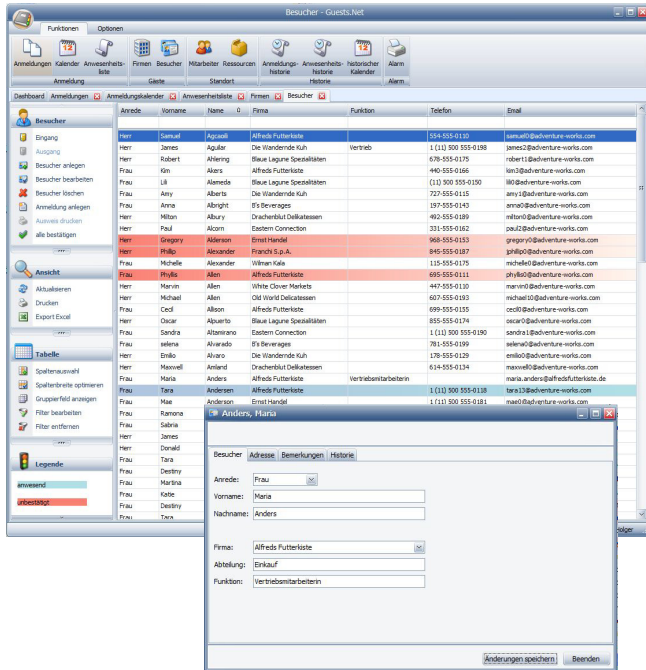 Besucher - Guests.Net
Funktionen Optionen
Anmeldungen Kalender Anwesenheits-liste Firmen Besucher Mitarbeiter Ressourcen Anmeldungs-historie Anwesenheits-historie historischer Kalender Alarm
Anmeldung Gäste Standort Historie Alarm
Dashboard Anmeldungen Anmeldungskalender Anwesenheitsliste Firmen Besucher
Besucher
Eingang
Ausgang
Besucher anlegen
Besucher bearbeiten
Besucher löschen
Anmeldung anlegen
Ausweis drucken
alle bestätigen
Ansicht
Aktualisieren
Drucken
Export Excel
Tabelle
Spaltenauswahl
Spaltenbreite optimieren
Gruppierfeld anzeigen
Filter bearbeiten
Filter entfernen
Legende
anwesend
unbestätigt
Anrede Vorname Name Firma Funktion Telefon Email
Herr Samuel Agcaoili Alfreds Futterkiste 554-555-0110 samuel0@adventure-works.com
Herr James Aguilar Die Wandernde Kuh Vertrieb 1 (11) 500 555-0198 james2@adventure-works.com
Herr Robert Ahlering Blaue Lagune Spezialitäten 678-555-0175 robert1@adventure-works.com
Frau Kim Akers Alfreds Futterkiste 440-555-0166 kim3@adventure-works.com
Frau Lili Alameda Blaue Lagune Spezialitäten (11) 500 555-0150 lili0@adventure-works.com
Frau Amy Alberts Die Wandernde Kuh 727-555-0115 amy1@adventure-works.com
Frau Anna Albright B's Beverages 197-555-0143 anna0@adventure-works.com
Herr Milton Albury Drachenblut Delikatessen 492-555-0189 milton0@adventure-works.com
Herr Paul Alcorn Eastern Connection 331-555-0162 paul2@adventure-works.com
Herr Gregory Alderson Ernst Handel 968-555-0153 gregory0@adventure-works.com
Herr Phillip Alexander Franchi S.p.A. 845-555-0187 jphillip0@adventure-works.com
Frau Michelle Alexander Wilman Kala 115-555-0175 michelle0@adventure-works.com
Frau Phyllis Allen Alfreds Futterkiste 695-555-0111 phyllis0@adventure-works.com
Herr Marvin Allen White Clover Markets 447-555-0110 marvin0@adventure-works.com
Herr Michael Allen Old World Delicatessen 607-555-0193 michael10@adventure-works.com
Frau Cecil Allison Alfreds Futterkiste 699-555-0155 cecil0@adventure-works.com
Herr Oscar Alpuerto Blaue Lagune Spezialitäten 855-555-0174 oscar0@adventure-works.com
Frau Sandra Altamirano Eastern Connection 1 (11) 500 555-0190 sandra1@adventure-works.com
Frau selena Alvarado B's Beverages 781-555-0199 selena0@adventure-works.com
Herr Emilio Alvaro Die Wandernde Kuh 178-555-0129 emilio0@adventure-works.com
Herr Maxwell Amland Drachenblut Delikatessen 614-555-0134 maxwell0@adventure-works.com
Frau Maria Anders Alfreds Futterkiste Vertriebsmitarbeiterin maria.anders@alfredsfutterkiste.de
Frau Tara Andersen Alfreds Futterkiste 1 (11) 500 555-0118 tara13@adventure-works.com
Frau Mae Anderson Ernst Handel 1 (11) 500 555-0181 mae0@adventure-works.com
Frau Ramona
Frau Sabria
Herr James
Herr Donald
Frau Tara
Frau Destiny
Frau Martina
Frau Katie
Frau Destiny
Frau Tara
Holger
Anders, Maria
Besucher Adresse Bemerkungen Historie
Anrede: Frau
Vorname: Maria
Nachname: Anders
Firma: Alfreds Futterkiste
Abteilung: Einkauf
Funktion: Vertriebsmitarbeiterin
Änderungen speichern Beenden